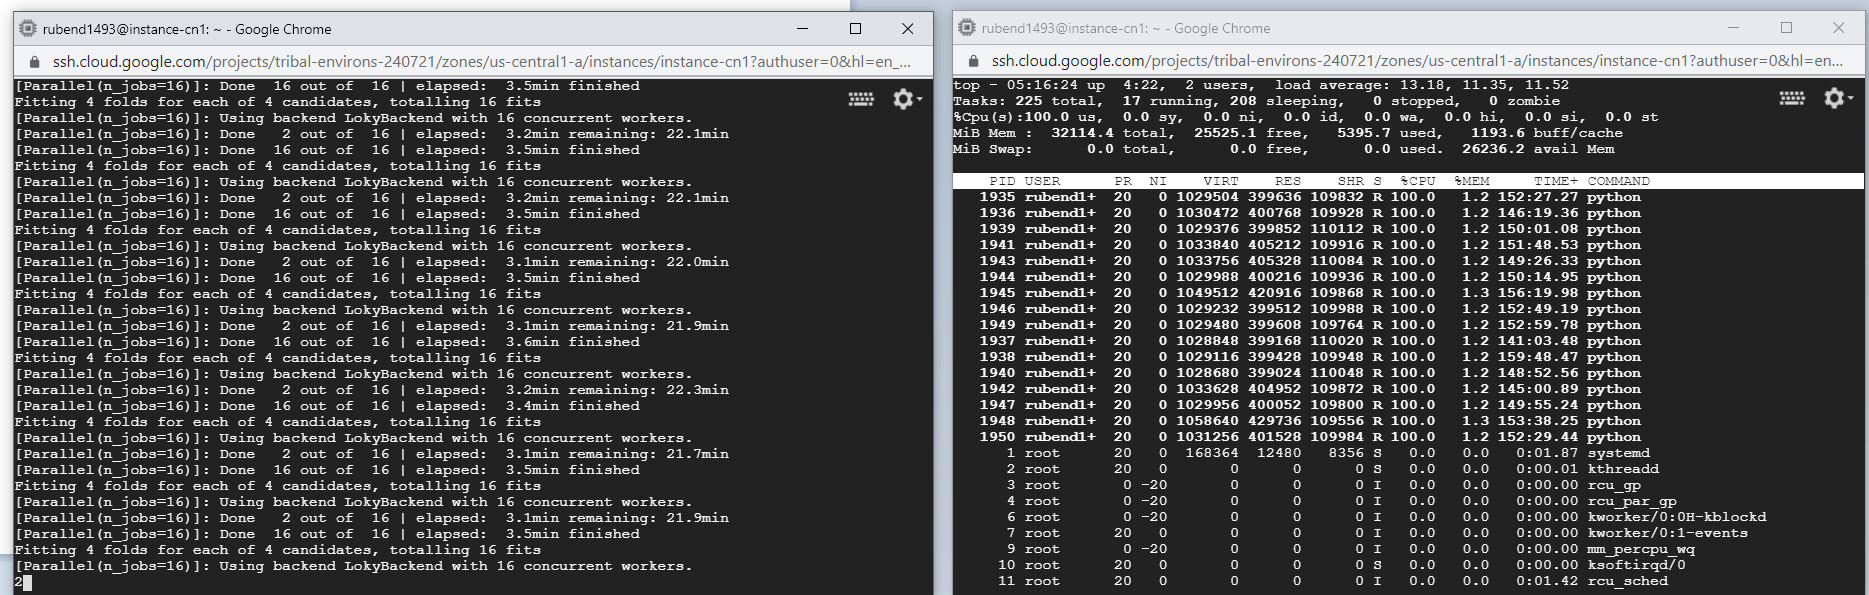 rubend1493@instance-cn1: ~ - Google Chrome
ssh.cloud.google.com/projects/tribal-environs-240721/zones/us-central1-a/instances/instance-cn1?authuser=0&hl=en_...
[Parallel(n_jobs=16)]: Done  16 out of  16 | elapsed:  3.5min finished
Fitting 4 folds for each of 4 candidates, totalling 16 fits
[Parallel(n_jobs=16)]: Using backend LokyBackend with 16 concurrent workers.
[Parallel(n_jobs=16)]: Done   2 out of  16 | elapsed:  3.2min remaining: 22.1min
[Parallel(n_jobs=16)]: Done  16 out of  16 | elapsed:  3.5min finished
Fitting 4 folds for each of 4 candidates, totalling 16 fits
[Parallel(n_jobs=16)]: Using backend LokyBackend with 16 concurrent workers.
[Parallel(n_jobs=16)]: Done   2 out of  16 | elapsed:  3.2min remaining: 22.1min
[Parallel(n_jobs=16)]: Done  16 out of  16 | elapsed:  3.5min finished
Fitting 4 folds for each of 4 candidates, totalling 16 fits
[Parallel(n_jobs=16)]: Using backend LokyBackend with 16 concurrent workers.
[Parallel(n_jobs=16)]: Done   2 out of  16 | elapsed:  3.1min remaining: 22.0min
[Parallel(n_jobs=16)]: Done  16 out of  16 | elapsed:  3.5min finished
Fitting 4 folds for each of 4 candidates, totalling 16 fits
[Parallel(n_jobs=16)]: Using backend LokyBackend with 16 concurrent workers.
[Parallel(n_jobs=16)]: Done   2 out of  16 | elapsed:  3.1min remaining: 21.9min
[Parallel(n_jobs=16)]: Done  16 out of  16 | elapsed:  3.6min finished
Fitting 4 folds for each of 4 candidates, totalling 16 fits
[Parallel(n_jobs=16)]: Using backend LokyBackend with 16 concurrent workers.
[Parallel(n_jobs=16)]: Done   2 out of  16 | elapsed:  3.2min remaining: 22.3min
[Parallel(n_jobs=16)]: Done  16 out of  16 | elapsed:  3.4min finished
Fitting 4 folds for each of 4 candidates, totalling 16 fits
[Parallel(n_jobs=16)]: Using backend LokyBackend with 16 concurrent workers.
[Parallel(n_jobs=16)]: Done   2 out of  16 | elapsed:  3.1min remaining: 21.7min
[Parallel(n_jobs=16)]: Done  16 out of  16 | elapsed:  3.5min finished
Fitting 4 folds for each of 4 candidates, totalling 16 fits
[Parallel(n_jobs=16)]: Using backend LokyBackend with 16 concurrent workers.
[Parallel(n_jobs=16)]: Done   2 out of  16 | elapsed:  3.1min remaining: 21.9min
[Parallel(n_jobs=16)]: Done  16 out of  16 | elapsed:  3.5min finished
Fitting 4 folds for each of 4 candidates, totalling 16 fits
[Parallel(n_jobs=16)]: Using backend LokyBackend with 16 concurrent workers.
2
rubend1493@instance-cn1: ~ - Google Chrome
ssh.cloud.google.com/projects/tribal-environs-240721/zones/us-central1-a/instances/instance-cn1?authuser=0&hl=en...
top - 05:16:24 up  4:22,  2 users,  load average: 13.18, 11.35, 11.52
Tasks: 225 total,  17 running, 208 sleeping,   0 stopped,   0 zombie
%Cpu(s):100.0 us,  0.0 sy,  0.0 ni,  0.0 id,  0.0 wa,  0.0 hi,  0.0 si,  0.0 st
MiB Mem :  32114.4 total,  25525.1 free,   5395.7 used,   1193.6 buff/cache
MiB Swap:      0.0 total,      0.0 free,      0.0 used.  26236.2 avail Mem
PID USER      PR  NI    VIRT    RES    SHR S  %CPU  %MEM     TIME+ COMMAND
1935 rubend1+  20   0 1029504 399636 109832 R 100.0   1.2 152:27.27 python
1936 rubend1+  20   0 1030472 400768 109928 R 100.0   1.2 146:19.36 python
1939 rubend1+  20   0 1029376 399852 110112 R 100.0   1.2 150:01.08 python
1941 rubend1+  20   0 1033840 405212 109916 R 100.0   1.2 151:48.53 python
1943 rubend1+  20   0 1033756 405328 110084 R 100.0   1.2 149:26.33 python
1944 rubend1+  20   0 1029988 400216 109936 R 100.0   1.2 150:14.95 python
1945 rubend1+  20   0 1049512 420916 109868 R 100.0   1.3 156:19.98 python
1946 rubend1+  20   0 1029232 399512 109988 R 100.0   1.2 152:49.19 python
1949 rubend1+  20   0 1029480 399608 109764 R 100.0   1.2 152:59.78 python
1937 rubend1+  20   0 1028848 399168 110020 R 100.0   1.2 141:03.48 python
1938 rubend1+  20   0 1029116 399428 109948 R 100.0   1.2 159:48.47 python
1940 rubend1+  20   0 1028680 399024 110048 R 100.0   1.2 148:52.56 python
1942 rubend1+  20   0 1033628 404952 109872 R 100.0   1.2 145:00.89 python
1947 rubend1+  20   0 1029956 400052 109800 R 100.0   1.2 149:55.24 python
1948 rubend1+  20   0 1058640 429736 109556 R 100.0   1.3 153:38.25 python
1950 rubend1+  20   0 1031256 401528 109984 R 100.0   1.2 152:29.44 python
1 root      20   0  168364  12480   8356 S   0.0   0.0   0:01.87 systemd
2 root      20   0       0      0      0 S   0.0   0.0   0:00.01 kthreadd
3 root       0 -20       0      0      0 I   0.0   0.0   0:00.00 rcu_gp
4 root       0 -20       0      0      0 I   0.0   0.0   0:00.00 rcu_par_gp
6 root       0 -20       0      0      0 I   0.0   0.0   0:00.00 kworker/0:0H-kblockd
7 root      20   0       0      0      0 I   0.0   0.0   0:00.00 kworker/0:1-events
9 root       0 -20       0      0      0 I   0.0   0.0   0:00.00 mm_percpu_wq
10 root      20   0       0      0      0 S   0.0   0.0   0:00.00 ksoftirqd/0
11 root      20   0       0      0      0 I   0.0   0.0   0:01.42 rcu_sched